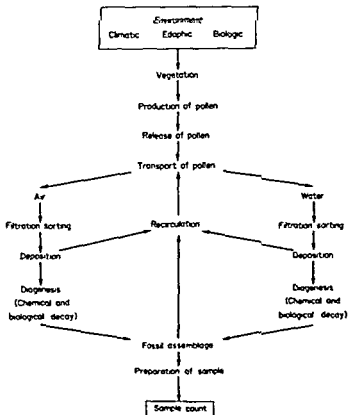 Environment
Climatic Edaphic Biologic
Vegetation
Production of pollen
Release of pollen
Transport of pollen
Air Water
Filtration sorting Recirculation Filtration sorting
Deposition Deposition
Diagenesis Diagenesis
(Chemical and (Chemical and
biological decay) biological decay)
Fossil assemblage
Preparation of sample
Sample count